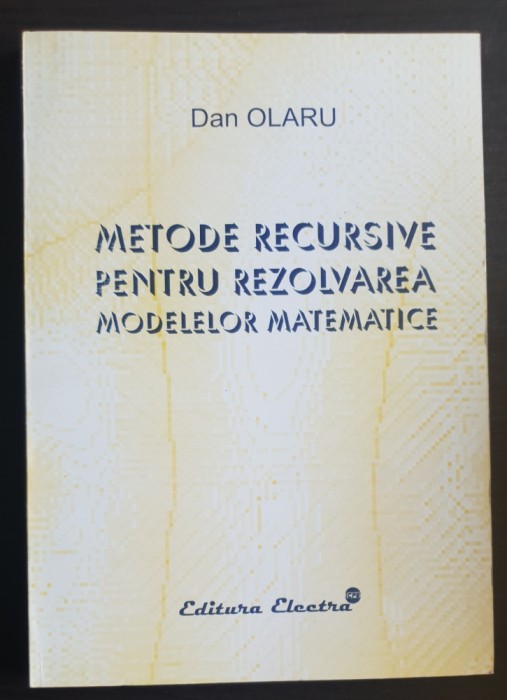 Dan OLARU
METODE RECURSIVE
PENTRU REZOLVAREA
MODELELOR MATEMATICE
Editura Electra